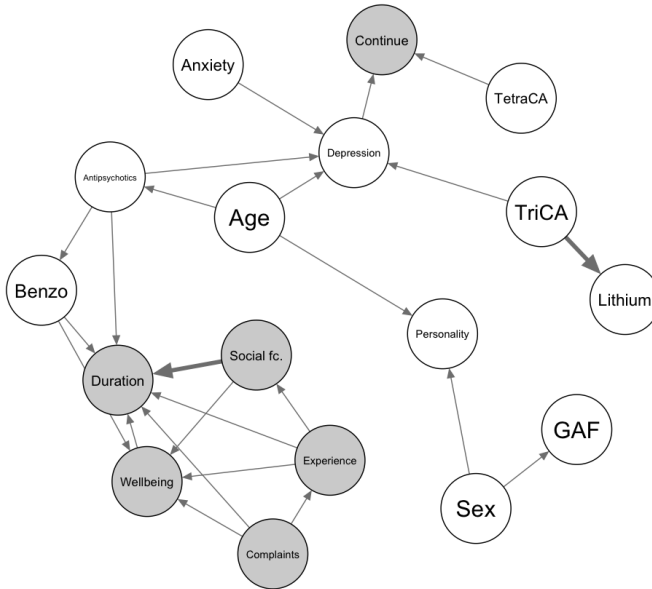 Continue
Anxiety
TetraCA
Depression
Antipsychotics
Age
TriCA
Benzo
Lithium
Personality
Social fc.
Duration
GAF
Experience
Wellbeing
Sex
Complaints